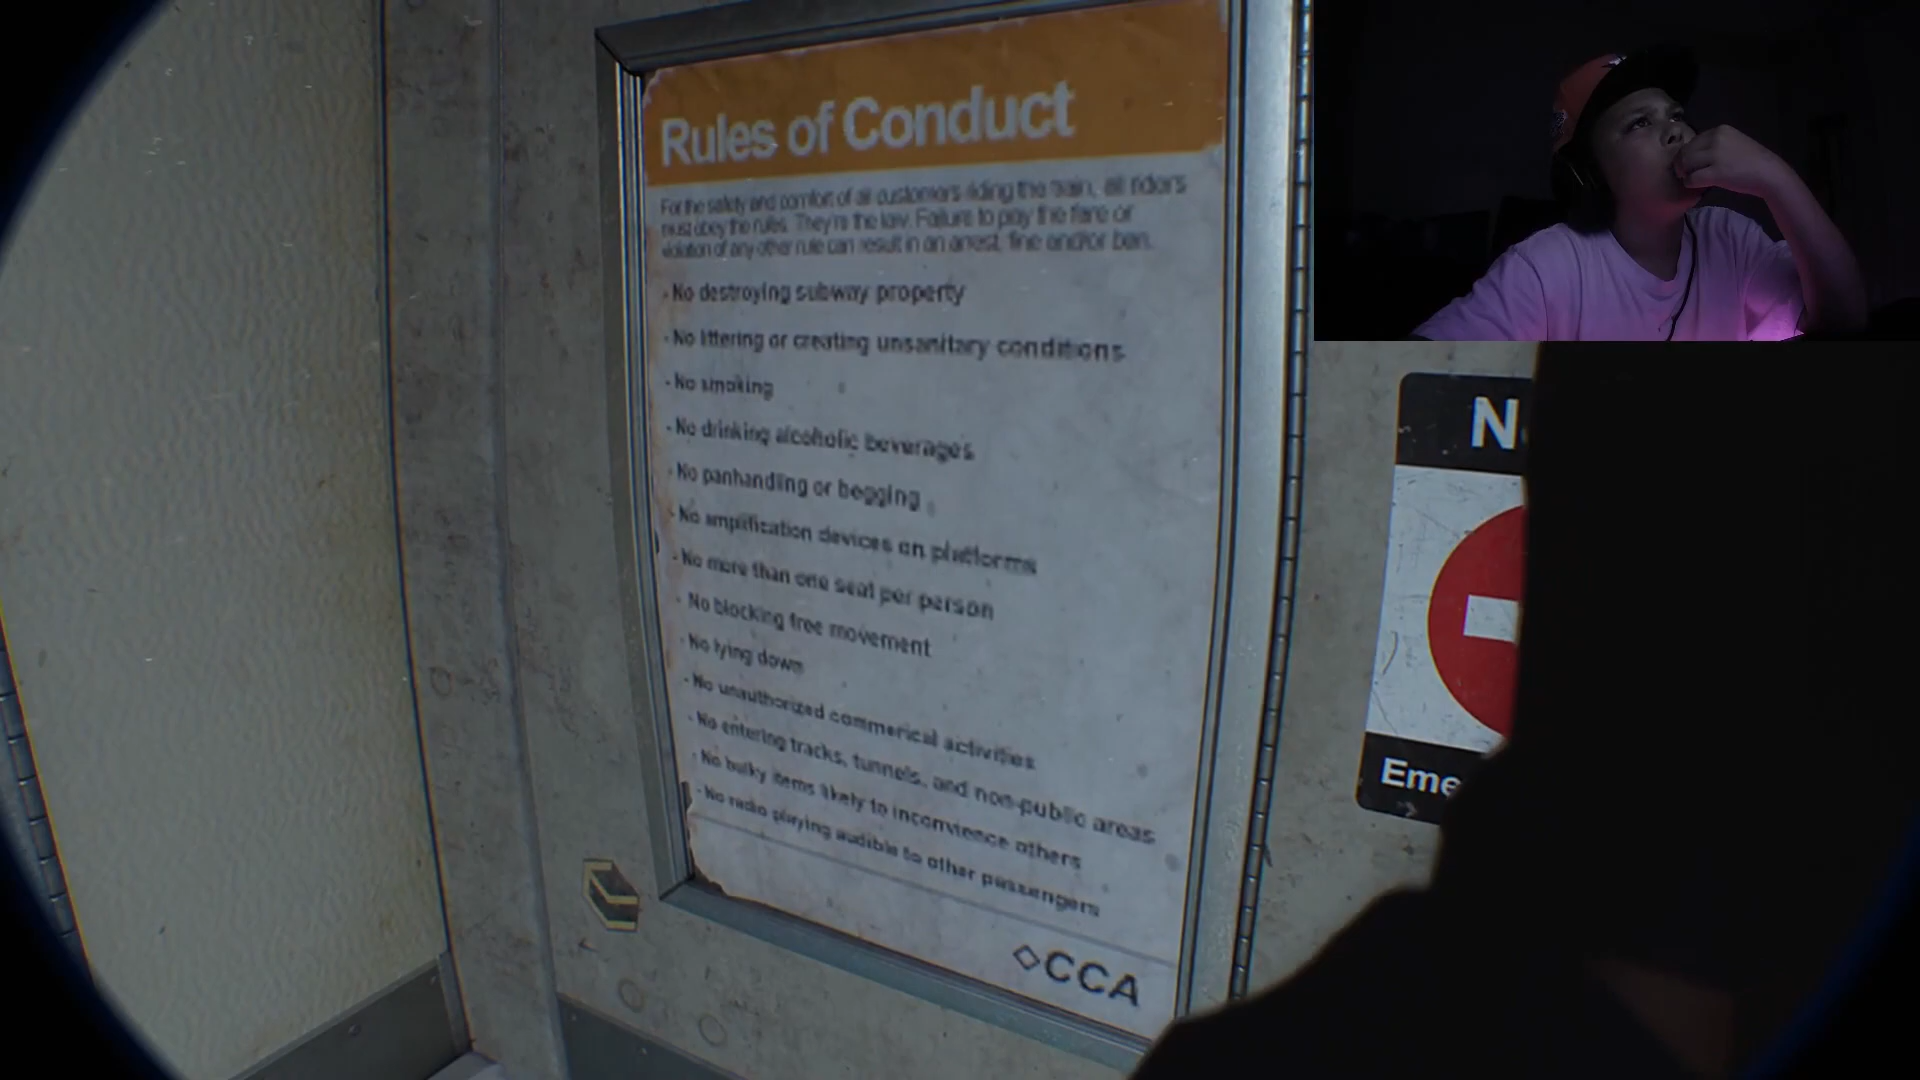 Rules of Conduct
For the safety and comfort of all customers riding the train, all riders
must obey the rules. They're the law. Failure to pay the fare or
violation of any other rule can result in an arrest, fine and/or ban.
- No destroying subway property
- No littering or creating unsanitary conditions
- No smoking
- No drinking alcoholic beverages
- No panhandling or begging
- No amplification devices on platforms
- No more than one seat per person
- No blocking free movement
- No lying down
- No unauthorized commerical activities
- No entering tracks, tunnels, and non-public areas
- No bulky items likely to inconvience others
- No radio playing audible to other passengers
CCA
N
Eme